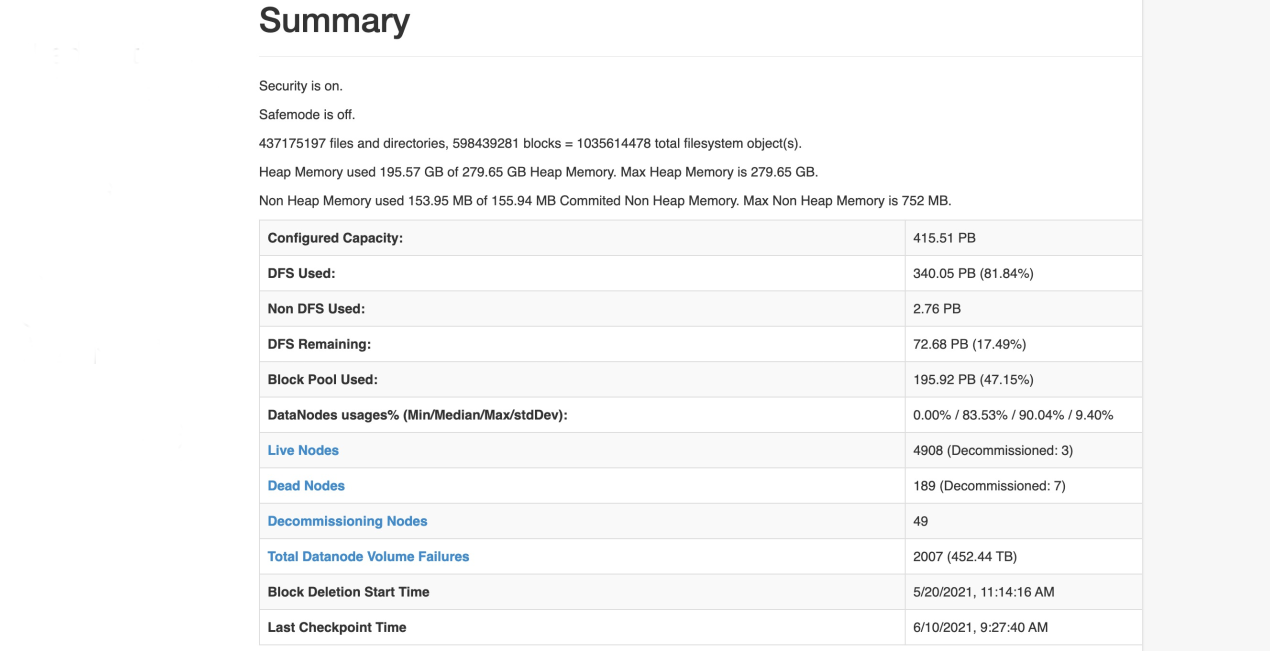 Summary
Security is on.
Safemode is off.
437175197 files and directories, 598439281 blocks = 1035614478 total filesystem object(s).
Heap Memory used 195.57 GB of 279.65 GB Heap Memory. Max Heap Memory is 279.65 GB.
Non Heap Memory used 153.95 MB of 155.94 MB Commited Non Heap Memory. Max Non Heap Memory is 752 MB.
Configured Capacity: 415.51 PB
DFS Used: 340.05 PB (81.84%)
Non DFS Used: 2.76 PB
DFS Remaining: 72.68 PB (17.49%)
Block Pool Used: 195.92 PB (47.15%)
DataNodes usages% (Min/Median/Max/stdDev): 0.00% / 83.53% / 90.04% / 9.40%
Live Nodes 4908 (Decommissioned: 3)
Dead Nodes 189 (Decommissioned: 7)
Decommissioning Nodes 49
Total Datanode Volume Failures 2007 (452.44 TB)
Block Deletion Start Time 5/20/2021, 11:14:16 AM
Last Checkpoint Time 6/10/2021, 9:27:40 AM